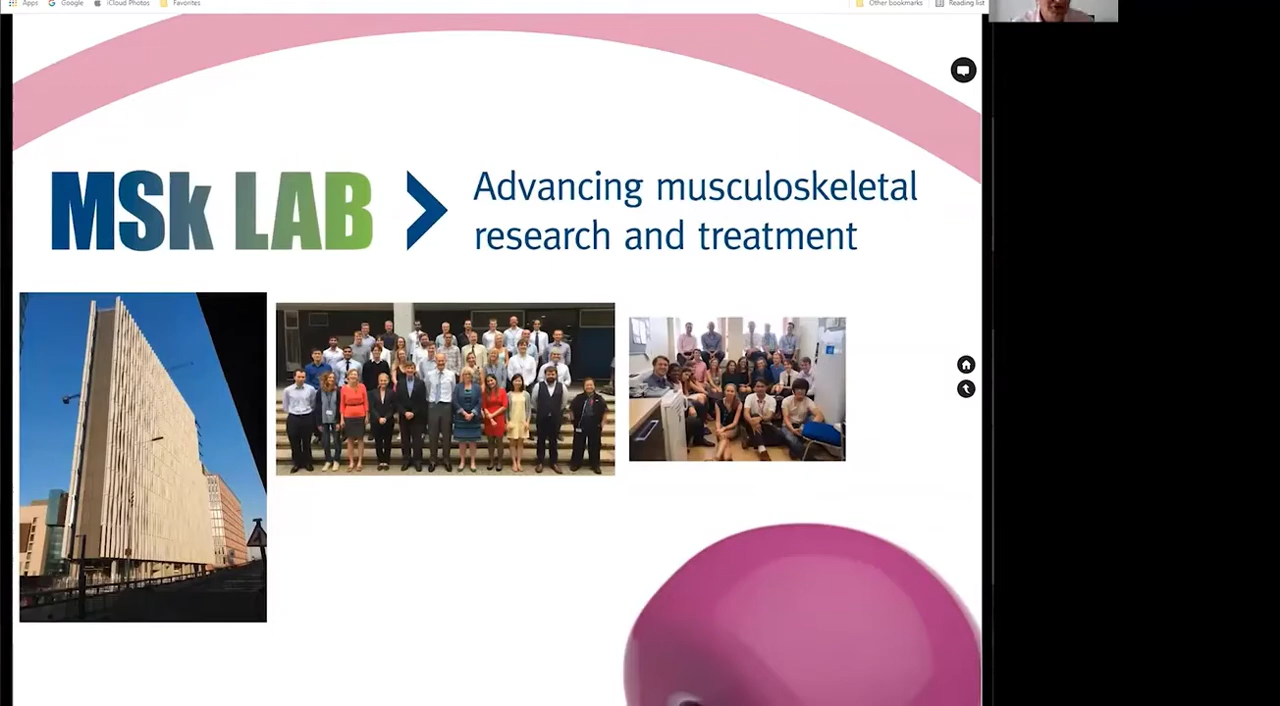 Apps
Google
iCloud Photos
Favorites
Other bookmarks
Reading list
MSk LAB
Advancing musculoskeletal
research and treatment